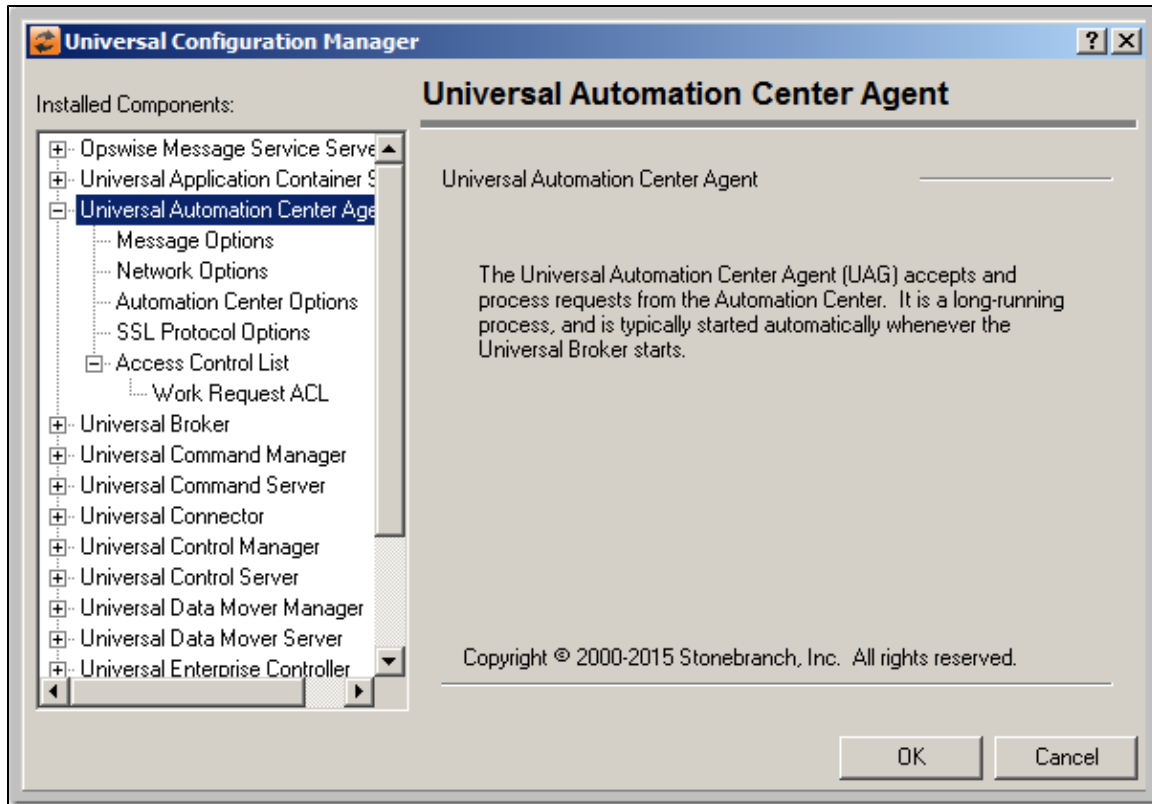 Universal Configuration Manager
Installed Components:
Opswise Message Service Serve
Universal Application Container S
Universal Automation Center Age
Message Options
Network Options
Automation Center Options
SSL Protocol Options
Access Control List
Work Request ACL
Universal Broker
Universal Command Manager
Universal Command Server
Universal Connector
Universal Control Manager
Universal Control Server
Universal Data Mover Manager
Universal Data Mover Server
Universal Enterprise Controller
Universal Automation Center Agent
Universal Automation Center Agent
The Universal Automation Center Agent (UAG) accepts and
process requests from the Automation Center.  It is a long-running
process, and is typically started automatically whenever the
Universal Broker starts.
Copyright © 2000-2015 Stonebranch, Inc.  All rights reserved.
OK
Cancel